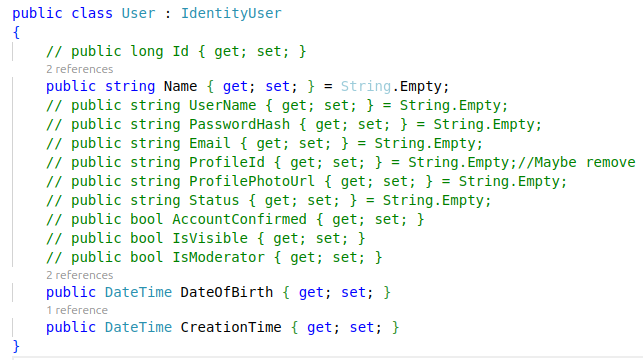 public class User : IdentityUser
{
// public long Id { get; set; }
2 references
public string Name { get; set; } = String.Empty;
// public string UserName { get; set; } = String.Empty;
// public string PasswordHash { get; set; } = String.Empty;
// public string Email { get; set; } = String.Empty;
// public string ProfileId { get; set; } = String.Empty;//Maybe remove
// public string ProfilePhotoUrl { get; set; } = String.Empty;
// public string Status { get; set; } = String.Empty;
// public bool AccountConfirmed { get; set; }
// public bool IsVisible { get; set; }
// public bool IsModerator { get; set; }
2 references
public DateTime DateOfBirth { get; set; }
1 reference
public DateTime CreationTime { get; set; }
}